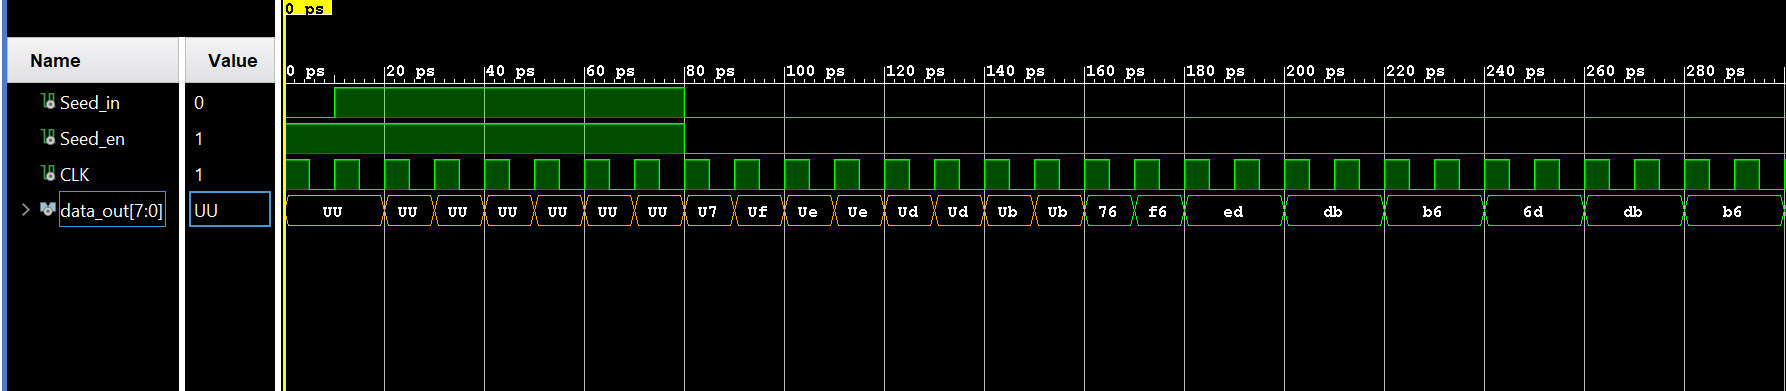 0 ps
Name Value
0 ps 20 ps 40 ps 60 ps 80 ps 100 ps 120 ps 140 ps 160 ps 180 ps 200 ps 220 ps 240 ps 260 ps 280 ps
Seed_in 0
Seed_en 1
CLK 1
data_out[7:0] UU UU UU UU UU UU UU UU U7 Uf Ue Ue Ud Ud Ub Ub 76 f6 ed db b6 6d db b6